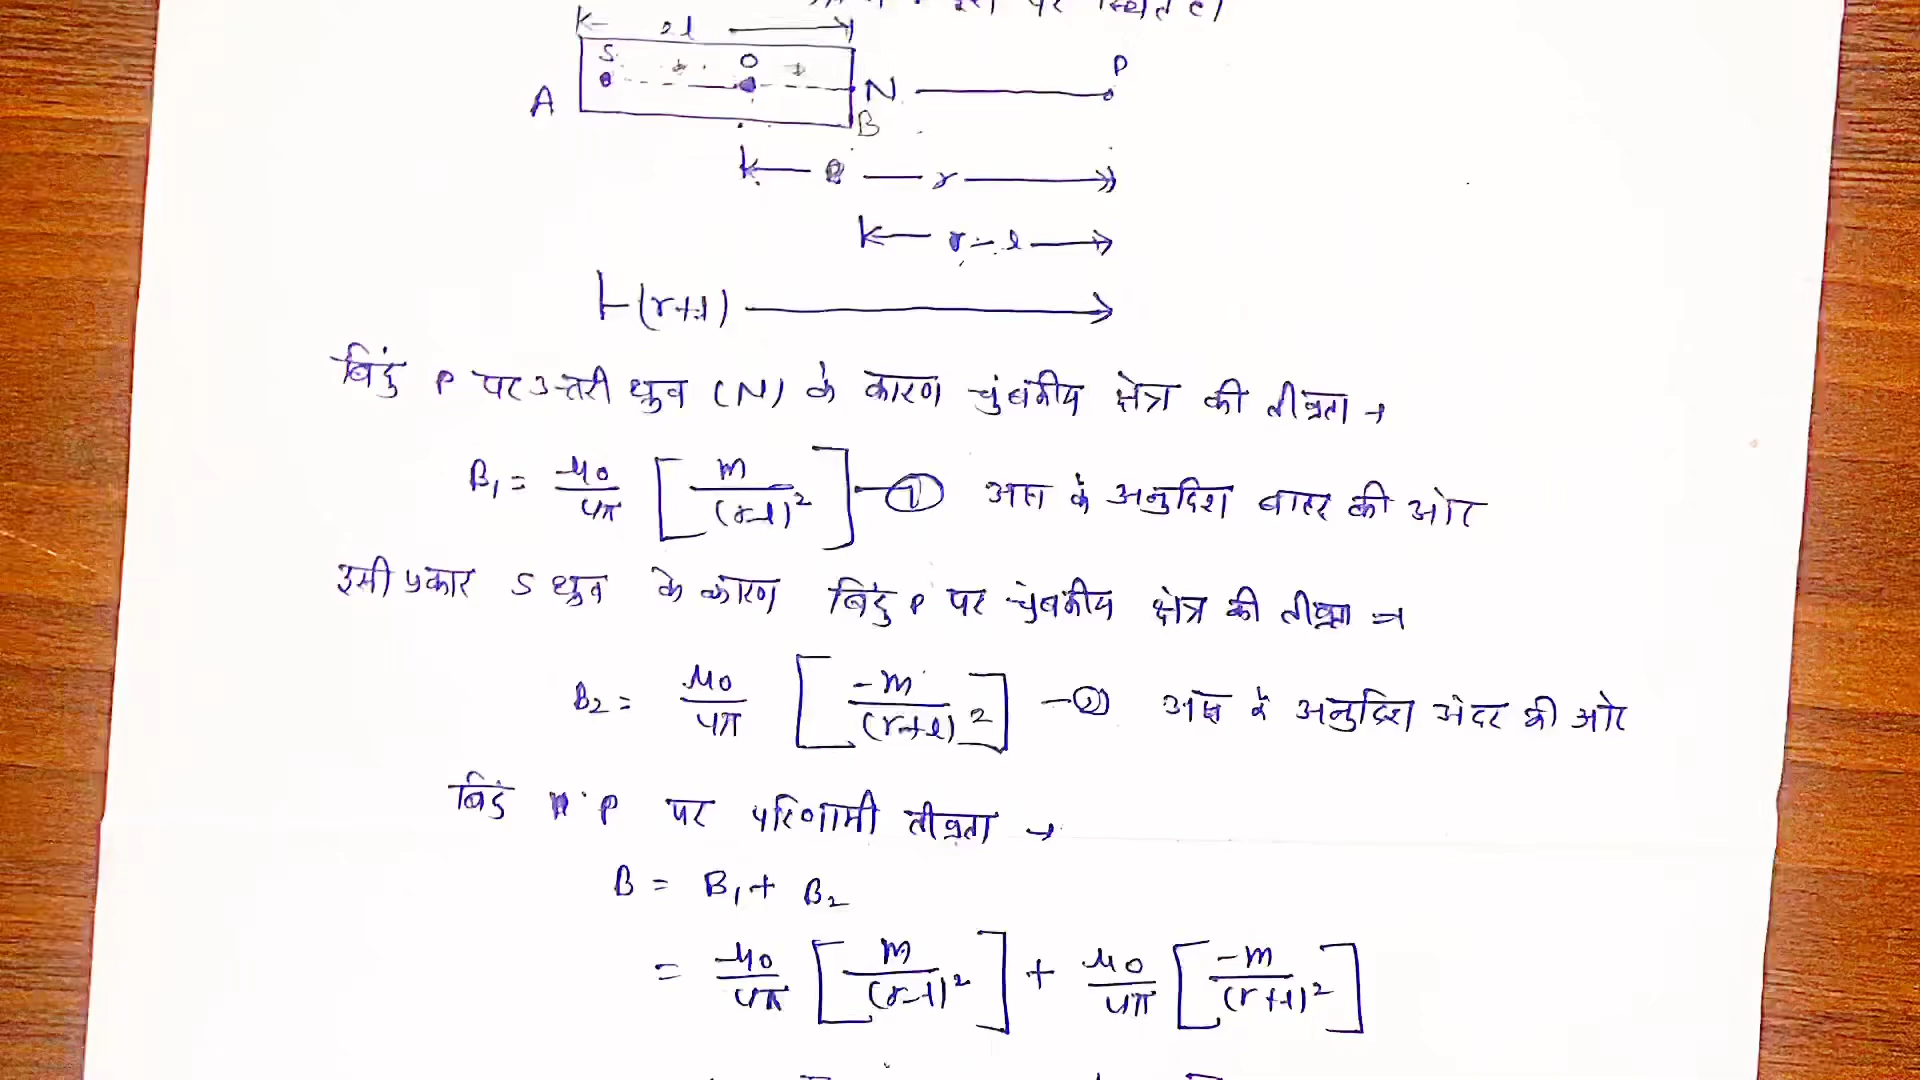 पर स्थित है।
2l
S O P
A N
B
r
r-l
(r+l)
बिंदु P पर उत्तरी ध्रुव (N) के कारण चुंबकीय क्षेत्र की तीव्रता →
B₁ = μ₀/4π [m/(r-l)²] —① अक्ष के अनुदिश बाहर की ओर
इसी प्रकार S ध्रुव के कारण बिंदु P पर चुंबकीय क्षेत्र की तीव्रता ⇒
B₂ = μ₀/4π [-m/(r+l)²] —② अक्ष के अनुदिश अंदर की ओर
बिंदु P पर परिणामी तीव्रता →
B = B₁ + B₂
= μ₀/4π [m/(r-l)²] + μ₀/4π [-m/(r+l)²]